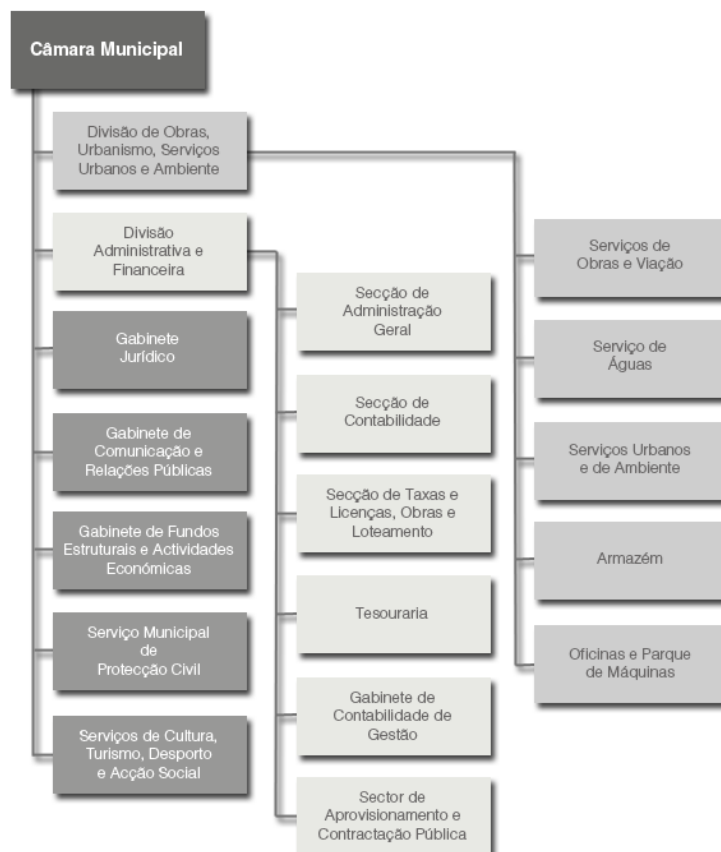 Câmara Municipal
Divisão de Obras,
Urbanismo, Serviços
Urbanos e Ambiente
Divisão
Administrativa e
Financeira
Gabinete
Jurídico
Gabinete de
Comunicação e
Relações Públicas
Gabinete de Fundos
Estruturais e Actividades
Económicas
Serviço Municipal
de
Protecção Civil
Serviços de Cultura,
Turismo, Desporto
e Acção Social
Secção de
Administração
Geral
Secção de
Contabilidade
Secção de Taxas e
Licenças, Obras e
Loteamento
Tesouraria
Gabinete de
Contabilidade de
Gestão
Sector de
Aprovisionamento e
Contractação Pública
Serviços de
Obras e Viação
Serviço de
Águas
Serviços Urbanos
e de Ambiente
Armazém
Oficinas e Parque
de Máquinas